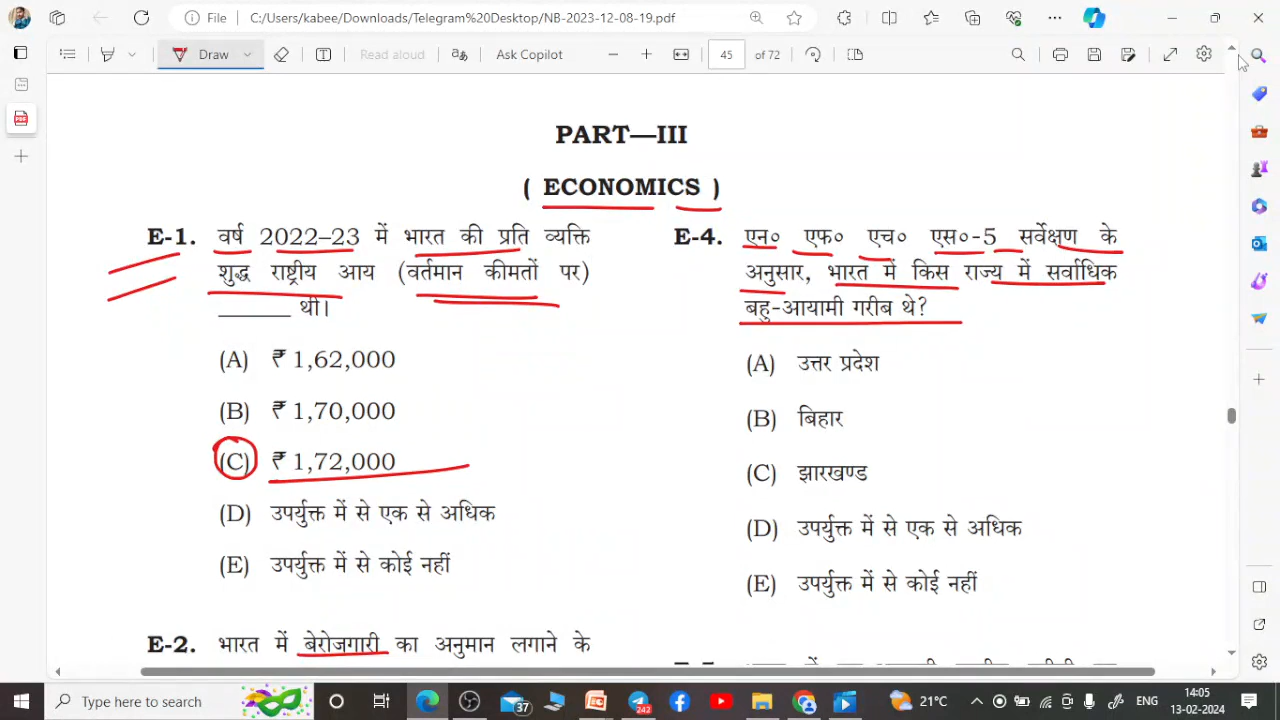 File
C:/Users/kabee/Downloads/Telegram%20Desktop/NB-2023-12-08-19.pdf
Draw
Read aloud
Ask Copilot
45
of 72
PART—III
( ECONOMICS )
E-1. वर्ष 2022–23 में भारत की प्रति व्यक्ति
शुद्ध राष्ट्रीय आय (वर्तमान कीमतों पर)
______ थी।
(A) ₹ 1,62,000
(B) ₹ 1,70,000
(C) ₹ 1,72,000
(D) उपर्युक्त में से एक से अधिक
(E) उपर्युक्त में से कोई नहीं
E-2. भारत में बेरोजगारी का अनुमान लगाने के
E-4. एन० एफ० एच० एस०-5 सर्वेक्षण के
अनुसार, भारत में किस राज्य में सर्वाधिक
बहु-आयामी गरीब थे?
(A) उत्तर प्रदेश
(B) बिहार
(C) झारखण्ड
(D) उपर्युक्त में से एक से अधिक
(E) उपर्युक्त में से कोई नहीं
Type here to search
37
242
21°C
ENG
14:05
13-02-2024